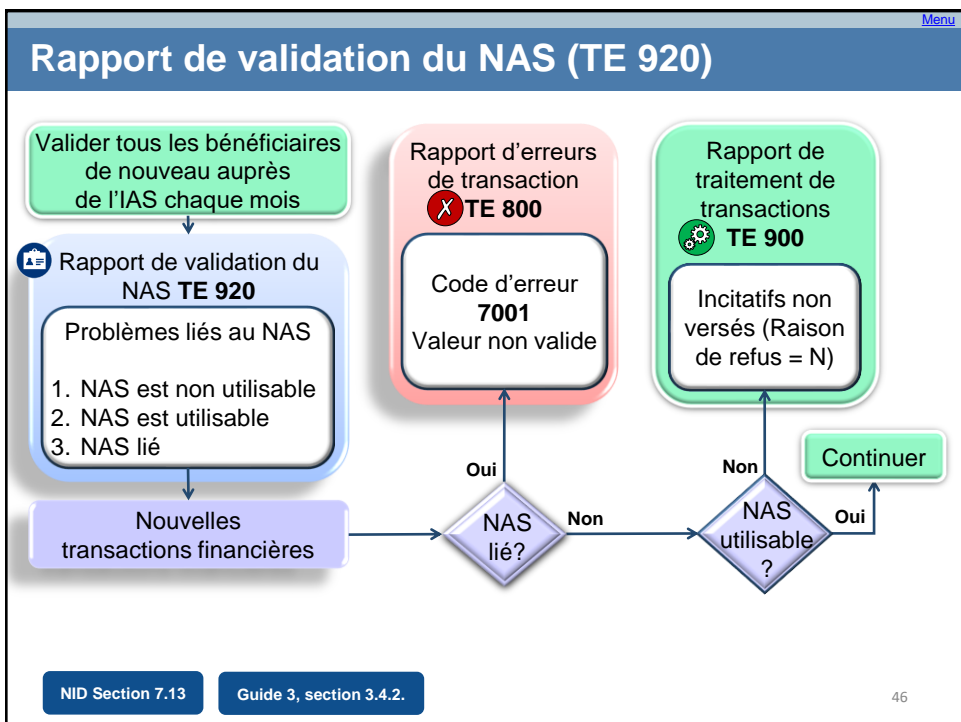 Menu
Rapport de validation du NAS (TE 920)
Valider tous les bénéficiaires
de nouveau auprès
de l'IAS chaque mois
Rapport de validation du
NAS TE 920
Problèmes liés au NAS
1. NAS est non utilisable
2. NAS est utilisable
3. NAS lié
Nouvelles
transactions financières
Rapport d'erreurs
de transaction
TE 800
Code d'erreur
7001
Valeur non valide
Oui
NAS
lié?
Non
Rapport de
traitement de
transactions
TE 900
Incitatifs non
versés (Raison
de refus = N)
Non
NAS
utilisable
?
Oui
Continuer
NID Section 7.13
Guide 3, section 3.4.2.
46